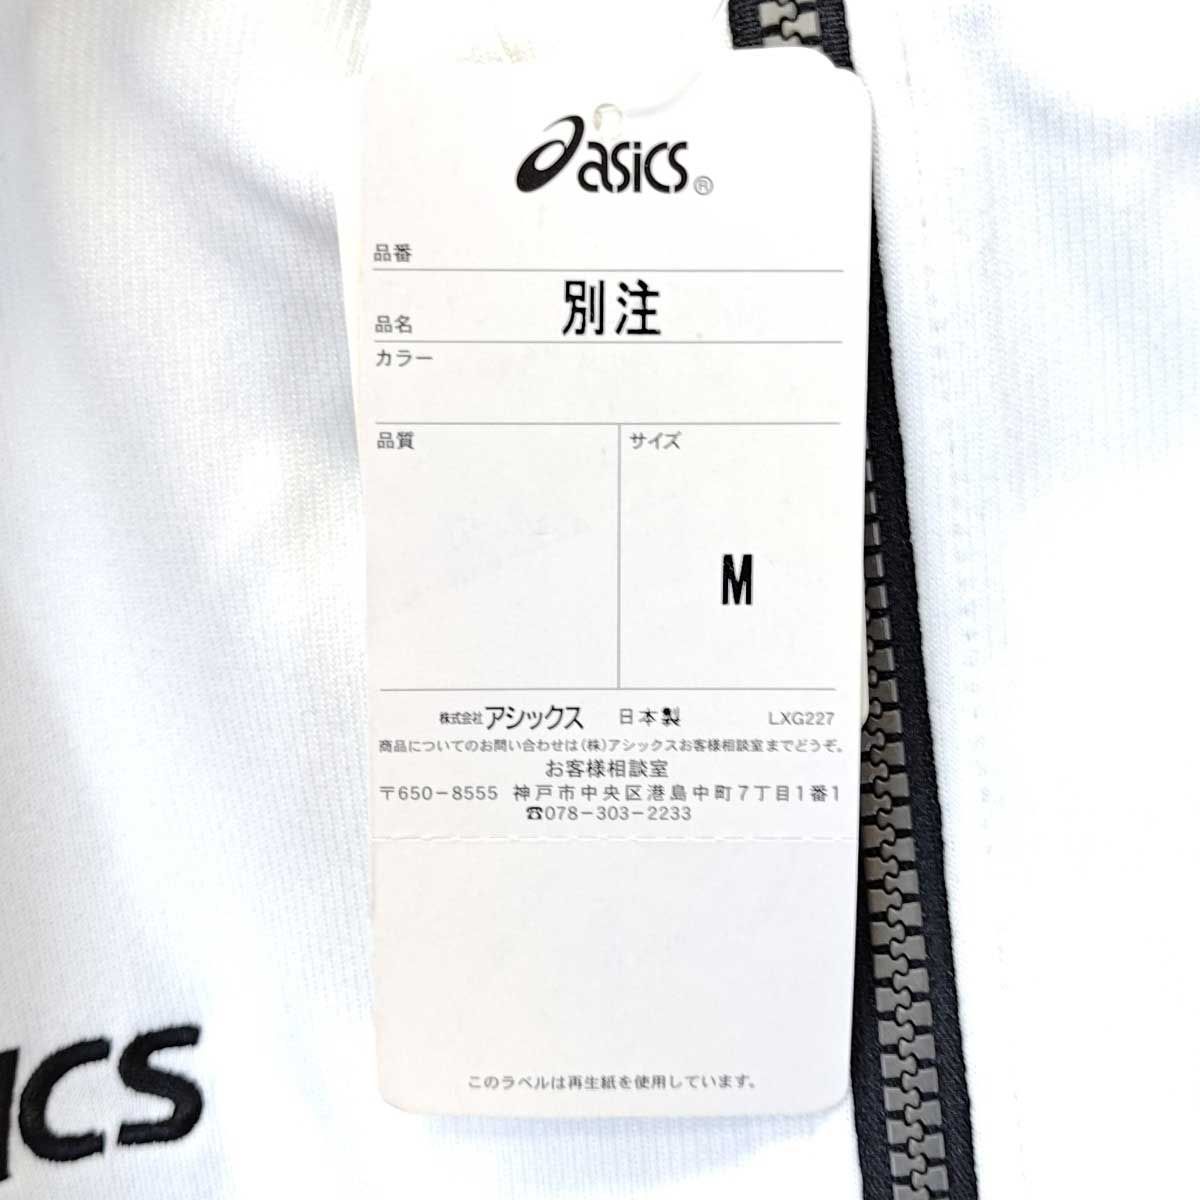 asics®
品番
品名 別注
カラー
品質
サイズ
M
株式会社アシックス 日本製 LXG227
商品についてのお問い合わせは(株)アシックスお客様相談室までどうぞ。
お客様相談室
〒650-8555 神戸市中央区港島中町7丁目1番1
☎078-303-2233
このラベルは再生紙を使用しています。
ICS